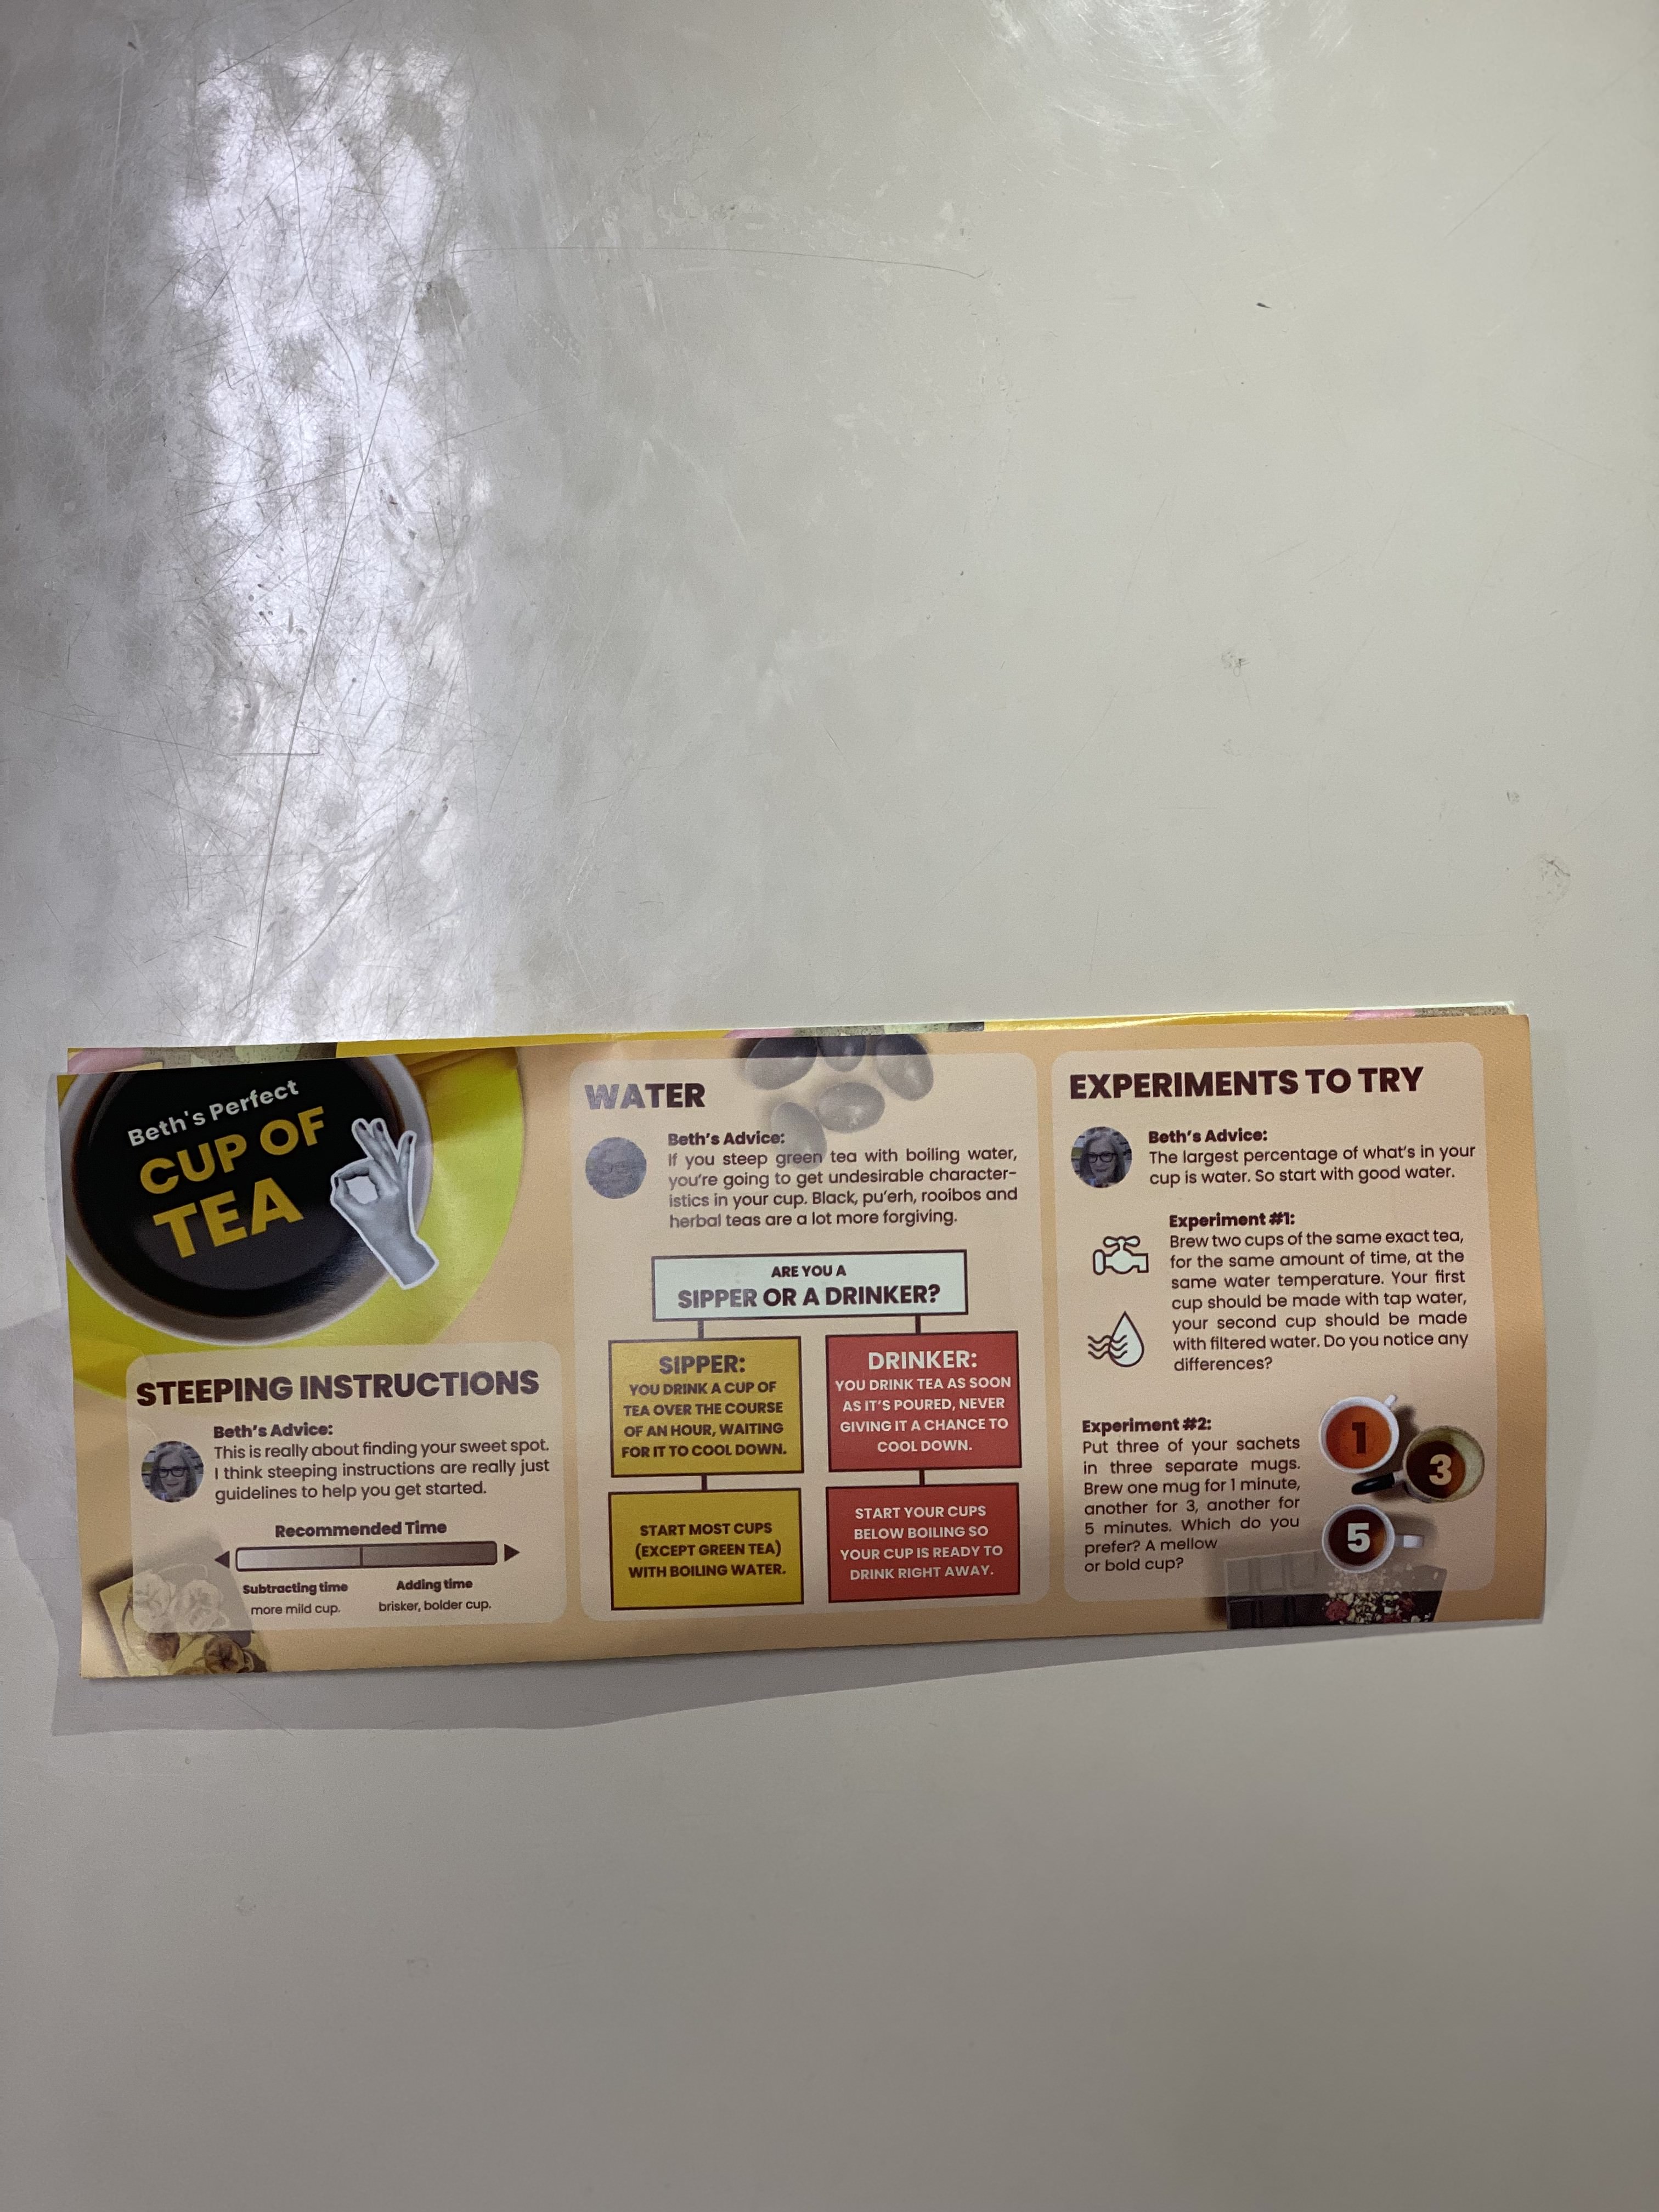 Beth's Perfect
CUP OF
TEA
STEEPING INSTRUCTIONS
Beth's Advice:
This is really about finding your sweet spot.
I think steeping instructions are really just
guidelines to help you get started.
Recommended Time
Subtracting time
more mild cup.
Adding time
brisker, bolder cup.
WATER
Beth's Advice:
If you steep green tea with boiling water,
you're going to get undesirable character-
istics in your cup. Black, pu'erh, rooibos and
herbal teas are a lot more forgiving.
ARE YOU A
SIPPER OR A DRINKER?
SIPPER:
YOU DRINK A CUP OF
TEA OVER THE COURSE
OF AN HOUR, WAITING
FOR IT TO COOL DOWN.
START MOST CUPS
(EXCEPT GREEN TEA)
WITH BOILING WATER.
DRINKER:
YOU DRINK TEA AS SOON
AS IT'S POURED, NEVER
GIVING IT A CHANCE TO
COOL DOWN.
START YOUR CUPS
BELOW BOILING SO
YOUR CUP IS READY TO
DRINK RIGHT AWAY.
EXPERIMENTS TO TRY
Beth's Advice:
The largest percentage of what's in your
cup is water. So start with good water.
Experiment #1:
Brew two cups of the same exact tea,
for the same amount of time, at the
same water temperature. Your first
cup should be made with tap water,
your second cup should be made
with filtered water. Do you notice any
differences?
Experiment #2:
Put three of your sachets
in three separate mugs.
Brew one mug for 1 minute,
another for 3, another for
5 minutes. Which do you
prefer? A mellow
or bold cup?
1
3
5